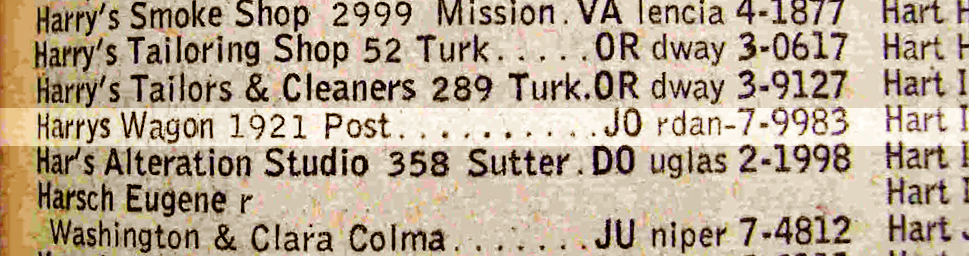 Harry's Smoke Shop 2999 Mission.VA lencia 4-1877 Hart
Harry's Tailoring Shop 52 Turk.....OR dway 3-0617 Hart
Harry's Tailors & Cleaners 289 Turk.OR dway 3-9127 Hart
Harrys Wagon 1921 Post..........JO rdan-7-9983 Hart
Har's Alteration Studio 358 Sutter.DO uglas 2-1998 Hart
Harsch Eugene r Hart
Washington & Clara Colma.......JU niper 7-4812 Hart